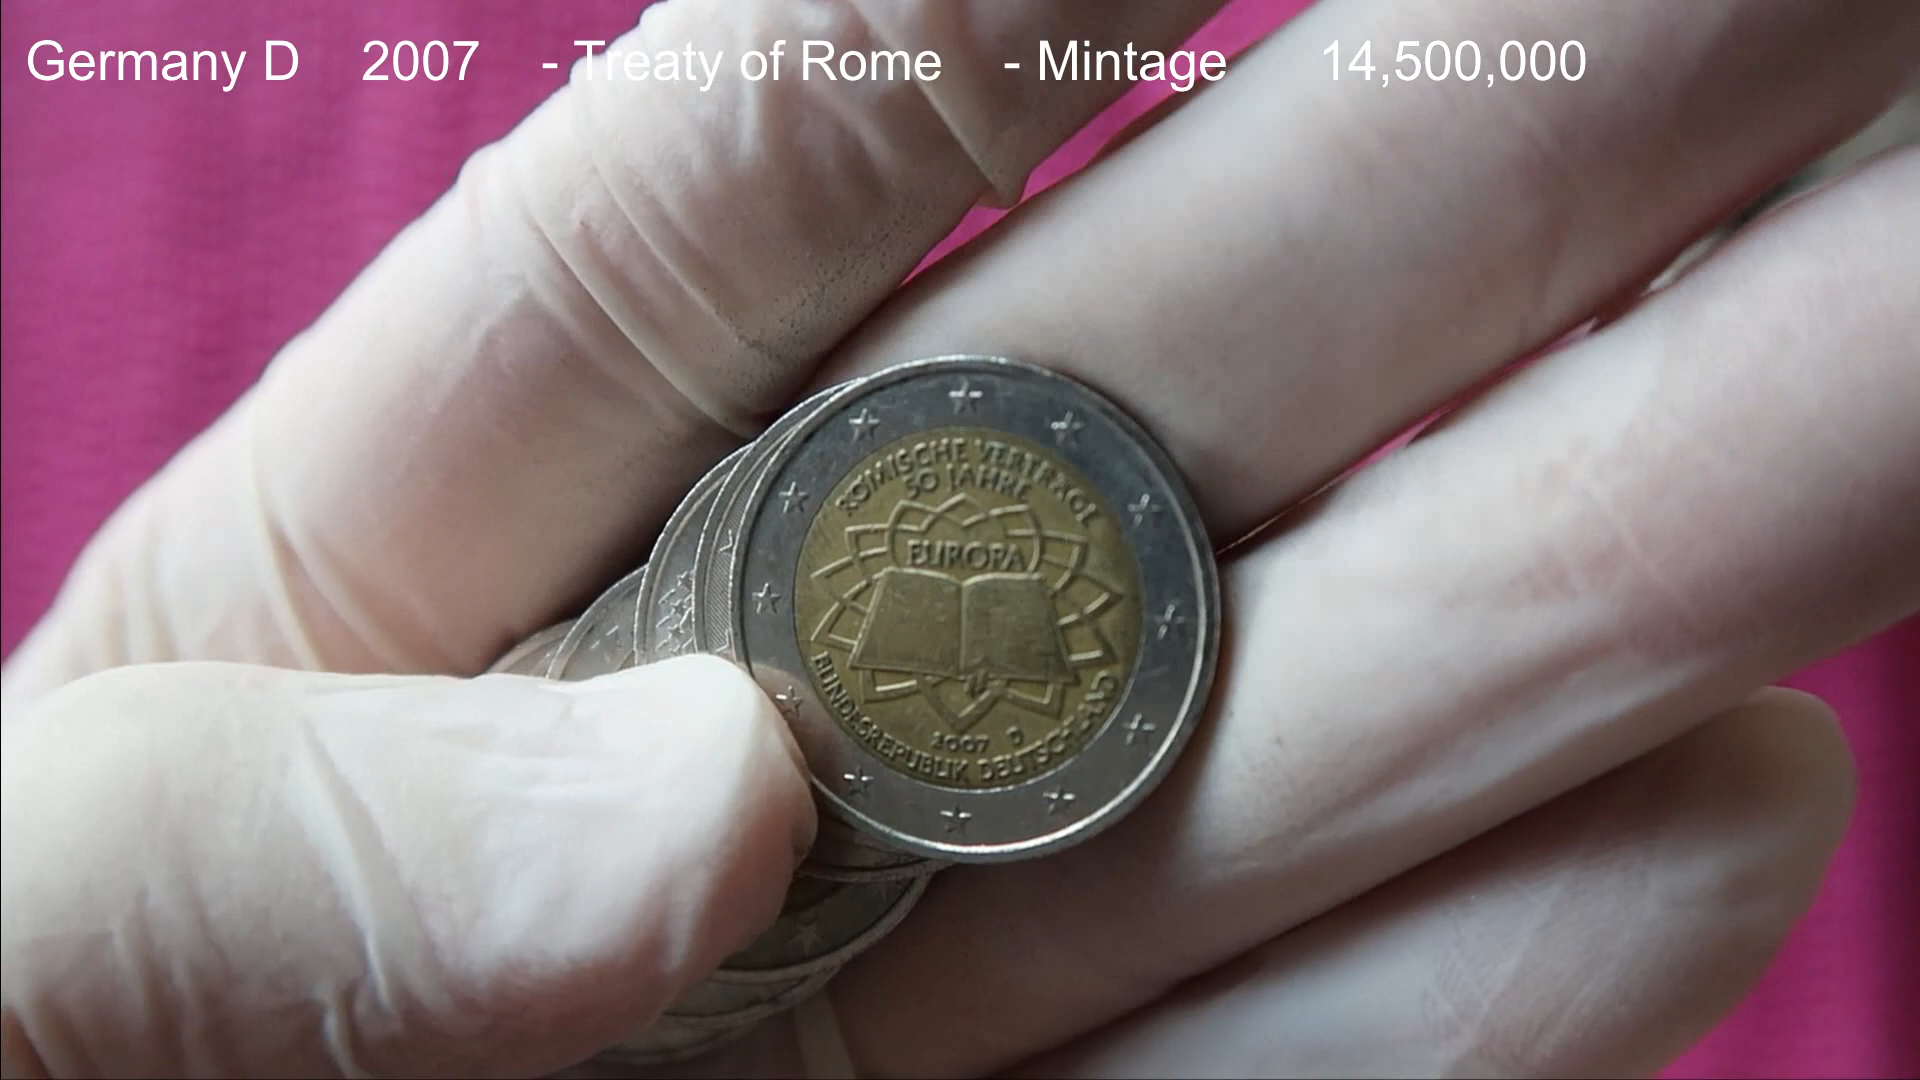 Germany D 2007 - Treaty of Rome - Mintage 14,500,000
RÖMISCHE VERTRÄGE
50 JAHRE
EUROPA
2007 D
BUNDESREPUBLIK DEUTSCHLAND